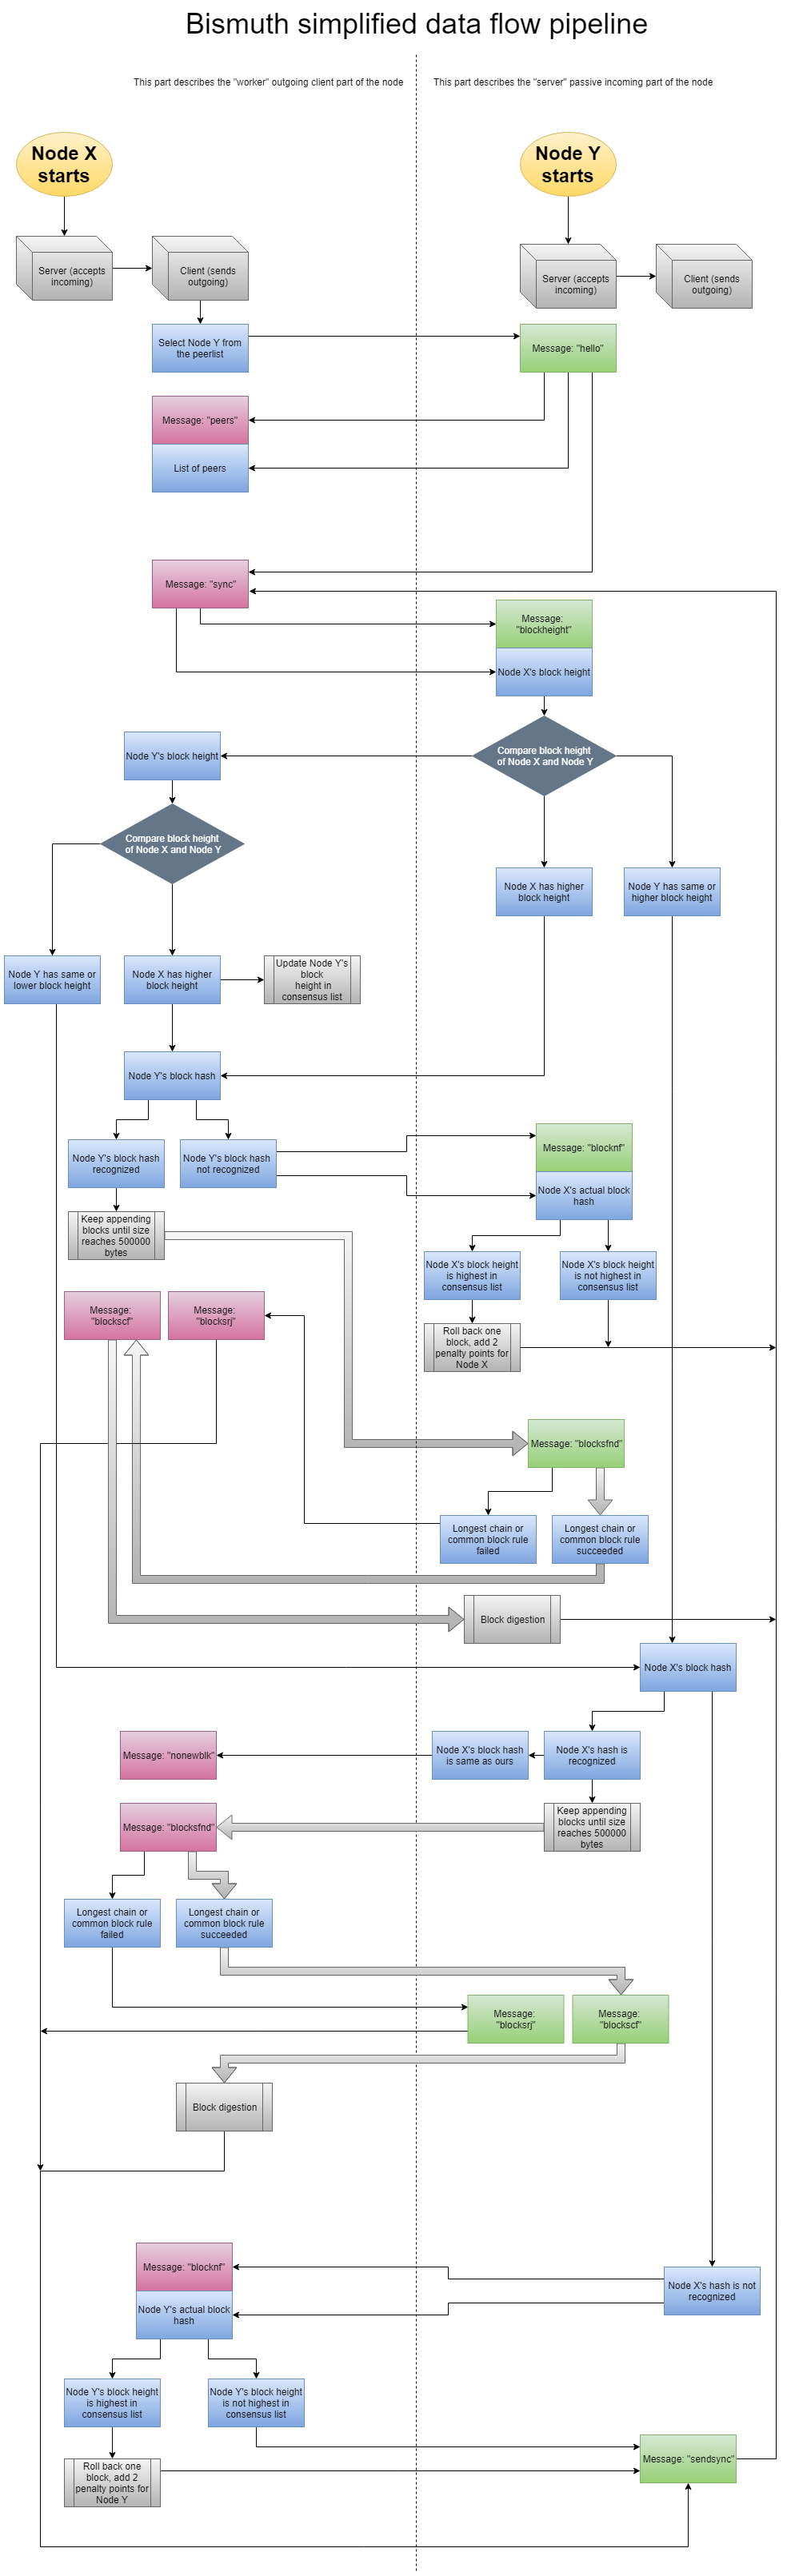 Bismuth simplified data flow pipeline
This part describes the "worker" outgoing client part of the node
This part describes the "server" passive incoming part of the node
Node X
starts
Node Y
starts
Server (accepts
incoming)
Client (sends
outgoing)
Server (accepts
incoming)
Client (sends
outgoing)
Select Node Y from
the peerlist
Message: "hello"
Message: "peers"
List of peers
Message: "sync"
Message:
"blockheight"
Node X's block height
Node Y's block height
Compare block height
of Node X and Node Y
Compare block height
of Node X and Node Y
Node X has higher
block height
Node Y has same or
higher block height
Node Y has same or
lower block height
Node X has higher
block height
Update Node Y's
block
height in
consensus list
Node Y's block hash
Node Y's block hash
recognized
Node Y's block hash
not recognized
Message: "blocknf"
Node X's actual block
hash
Keep appending
blocks until size
reaches 500000
bytes
Node X's block height
is highest in
consensus list
Node X's block height
is not highest in
consensus list
Message:
"blockscf"
Message:
"blocksrj"
Roll back one
block, add 2
penalty points for
Node X
Message: "blocksfnd"
Longest chain or
common block rule
failed
Longest chain or
common block rule
succeeded
Block digestion
Node X's block hash
Message: "nonewblk"
Node X's block hash
is same as ours
Node X's hash is
recognized
Message: "blocksfnd"
Keep appending
blocks until size
reaches 500000
bytes
Longest chain or
common block rule
failed
Longest chain or
common block rule
succeeded
Message:
"blocksrj"
Message:
"blockscf"
Block digestion
Message: "blocknf"
Node X's hash is not
recognized
Node Y's actual block
hash
Node Y's block height
is highest in
consensus list
Node Y's block height
is not highest in
consensus list
Message: "sendsync"
Roll back one
block, add 2
penalty points for
Node Y